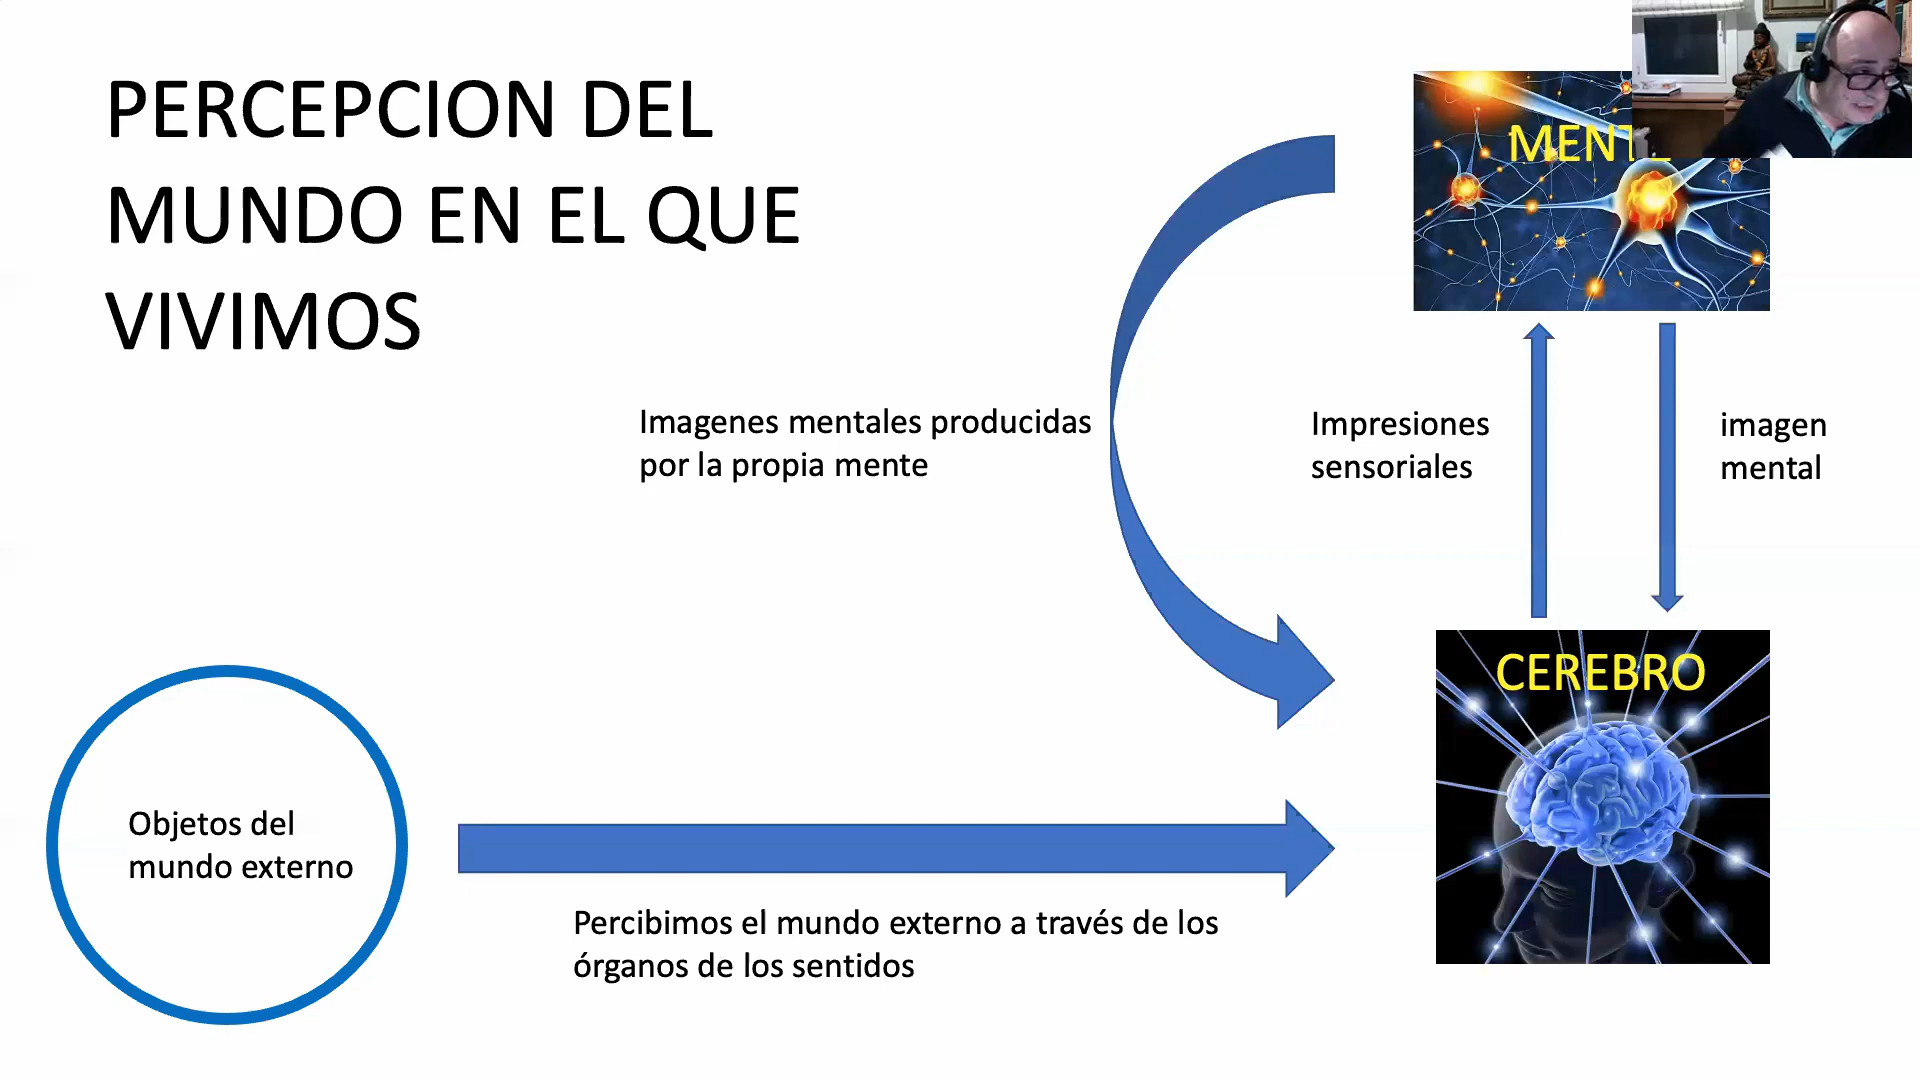 PERCEPCION DEL
MUNDO EN EL QUE
VIVIMOS
MENTE
Imagenes mentales producidas
por la propia mente
Impresiones
sensoriales
imagen
mental
CEREBRO
Objetos del
mundo externo
Percibimos el mundo externo a través de los
órganos de los sentidos